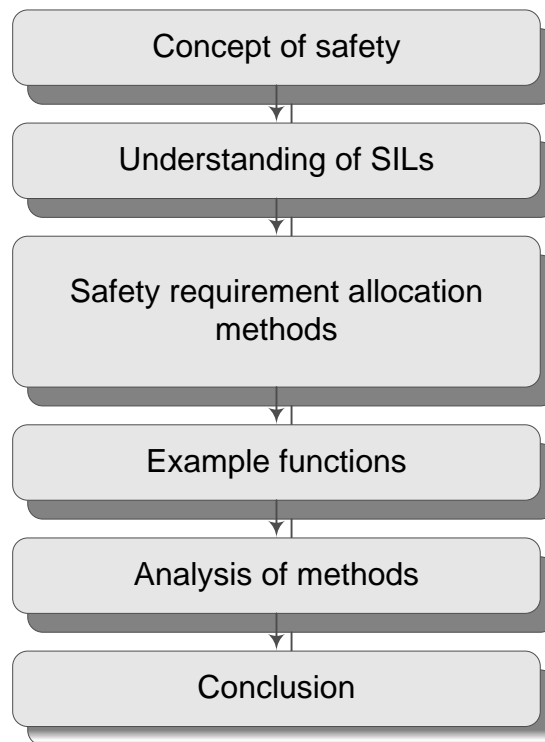 Concept of safety
Understanding of SILs
Safety requirement allocation
methods
Example functions
Analysis of methods
Conclusion